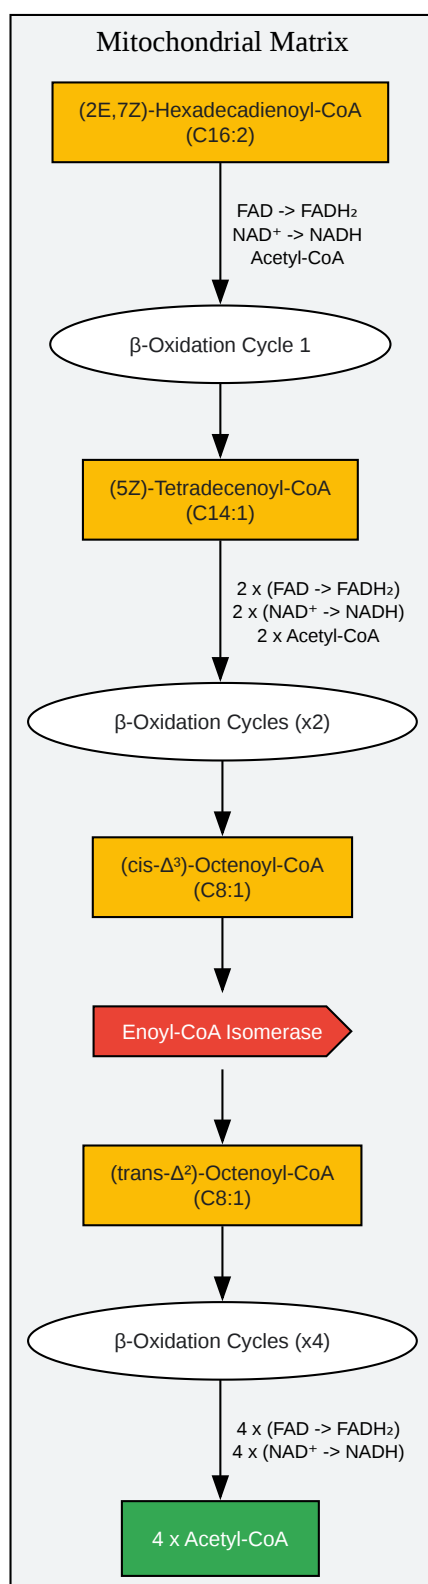 Mitochondrial Matrix
(2E,7Z)-Hexadecadienoyl-CoA
(C16:2)
FAD -> FADH₂
NAD⁺ -> NADH
Acetyl-CoA
β-Oxidation Cycle 1
(5Z)-Tetradecenoyl-CoA
(C14:1)
2 x (FAD -> FADH₂)
2 x (NAD⁺ -> NADH)
2 x Acetyl-CoA
β-Oxidation Cycles (x2)
(cis-Δ³)-Octenoyl-CoA
(C8:1)
Enoyl-CoA Isomerase
(trans-Δ²)-Octenoyl-CoA
(C8:1)
β-Oxidation Cycles (x4)
4 x (FAD -> FADH₂)
4 x (NAD⁺ -> NADH)
4 x Acetyl-CoA